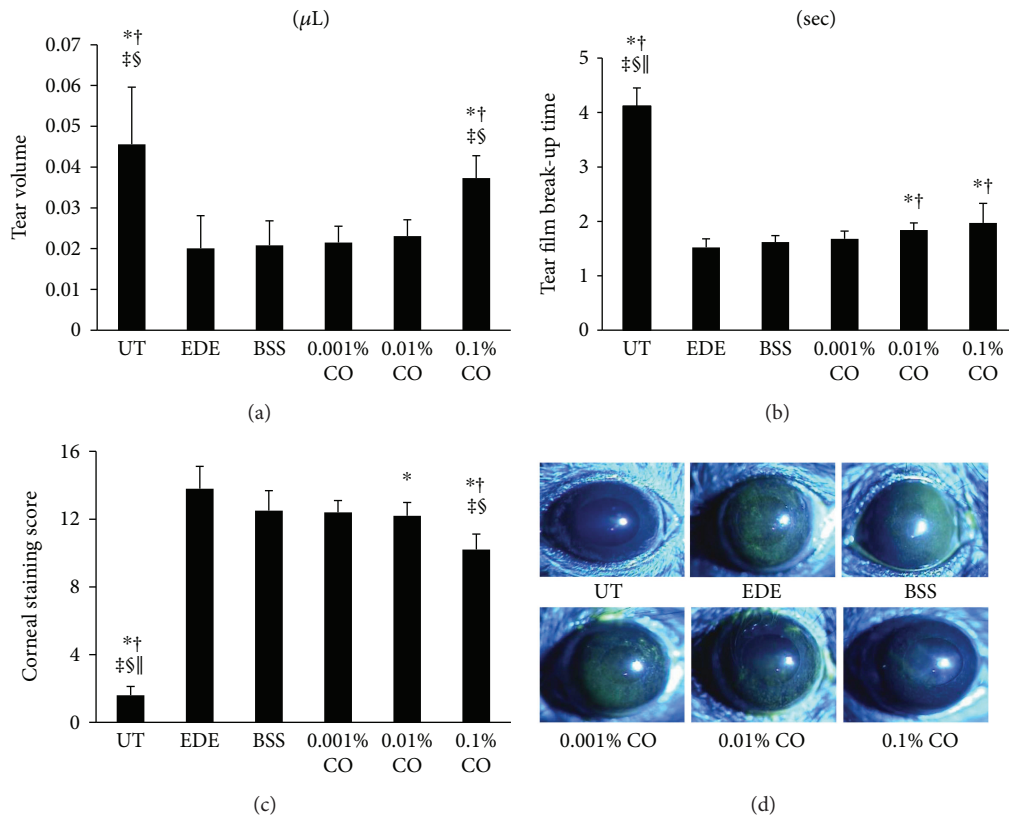 (μL)
0.07
0.06
0.05
0.04
0.03
0.02
0.01
0
Tear volume
*†
‡§
*†
‡§
UT EDE BSS 0.001% 0.01% 0.1%
CO CO CO
(a)
(sec)
5
4
3
2
1
0
Tear film break-up time
*†
‡§‖
*†
*†
UT EDE BSS 0.001% 0.01% 0.1%
CO CO CO
(b)
16
12
8
4
0
Corneal staining score
*†
‡§‖
*
*†
‡§
UT EDE BSS 0.001% 0.01% 0.1%
CO CO CO
(c)
UT EDE BSS
0.001% CO 0.01% CO 0.1% CO
(d)